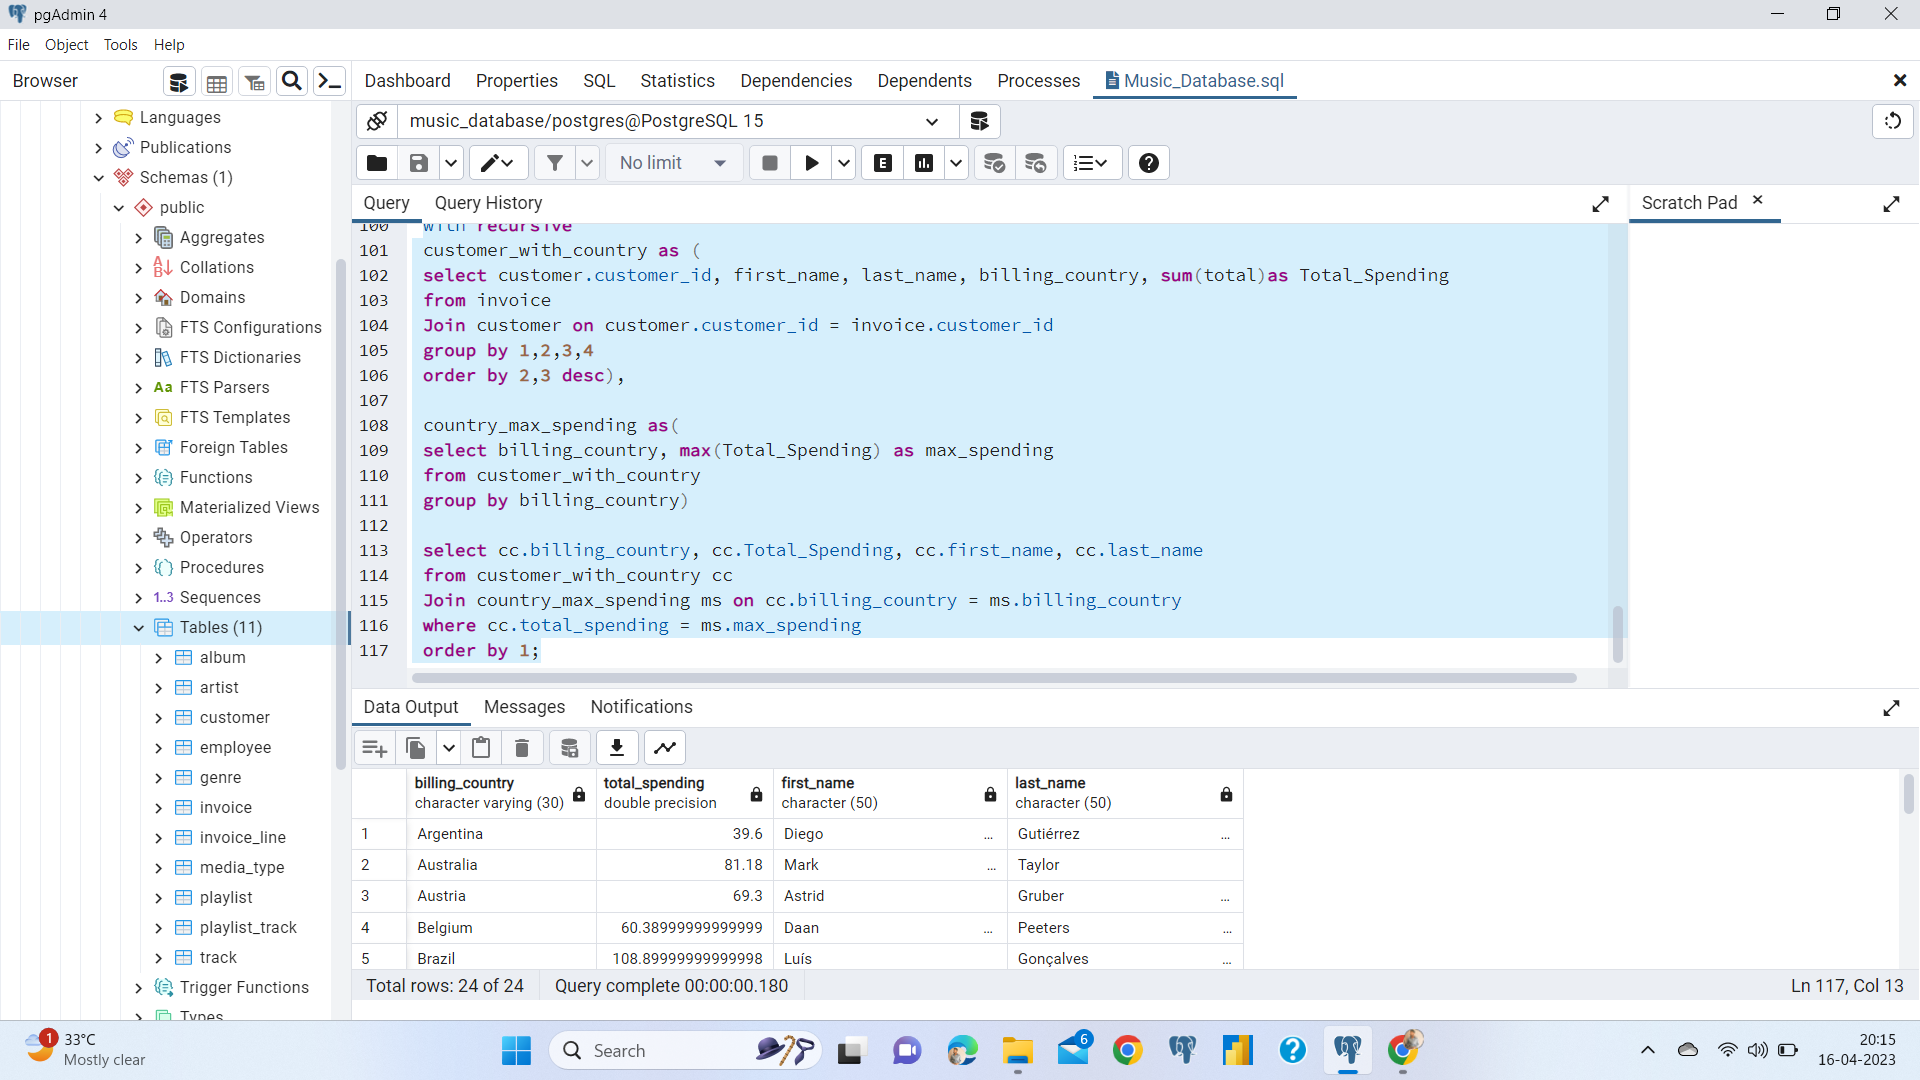 pgAdmin 4
File Object Tools Help
Browser
Dashboard Properties SQL Statistics Dependencies Dependents Processes Music_Database.sql
music_database/postgres@PostgreSQL 15
No limit
Query Query History
Scratch Pad
Languages
Publications
Schemas (1)
public
Aggregates
Collations
Domains
FTS Configurations
FTS Dictionaries
Aa FTS Parsers
FTS Templates
Foreign Tables
Functions
Materialized Views
Operators
Procedures
1..3 Sequences
Tables (11)
album
artist
customer
employee
genre
invoice
invoice_line
media_type
playlist
playlist_track
track
Trigger Functions
Types
100 with recursive
101 customer_with_country as (
102 select customer.customer_id, first_name, last_name, billing_country, sum(total)as Total_Spending
103 from invoice
104 Join customer on customer.customer_id = invoice.customer_id
105 group by 1,2,3,4
106 order by 2,3 desc),
107
108 country_max_spending as(
109 select billing_country, max(Total_Spending) as max_spending
110 from customer_with_country
111 group by billing_country)
112
113 select cc.billing_country, cc.Total_Spending, cc.first_name, cc.last_name
114 from customer_with_country cc
115 Join country_max_spending ms on cc.billing_country = ms.billing_country
116 where cc.total_spending = ms.max_spending
117 order by 1;
Data Output Messages Notifications
billing_country total_spending first_name last_name
character varying (30) double precision character (50) character (50)
1 Argentina 39.6 Diego ... Gutiérrez ...
2 Australia 81.18 Mark ... Taylor
3 Austria 69.3 Astrid Gruber ...
4 Belgium 60.38999999999999 Daan ... Peeters ...
5 Brazil 108.89999999999998 Luís Gonçalves ...
Total rows: 24 of 24 Query complete 00:00:00.180 Ln 117, Col 13
1
33°C
Mostly clear
Search
6
20:15
16-04-2023